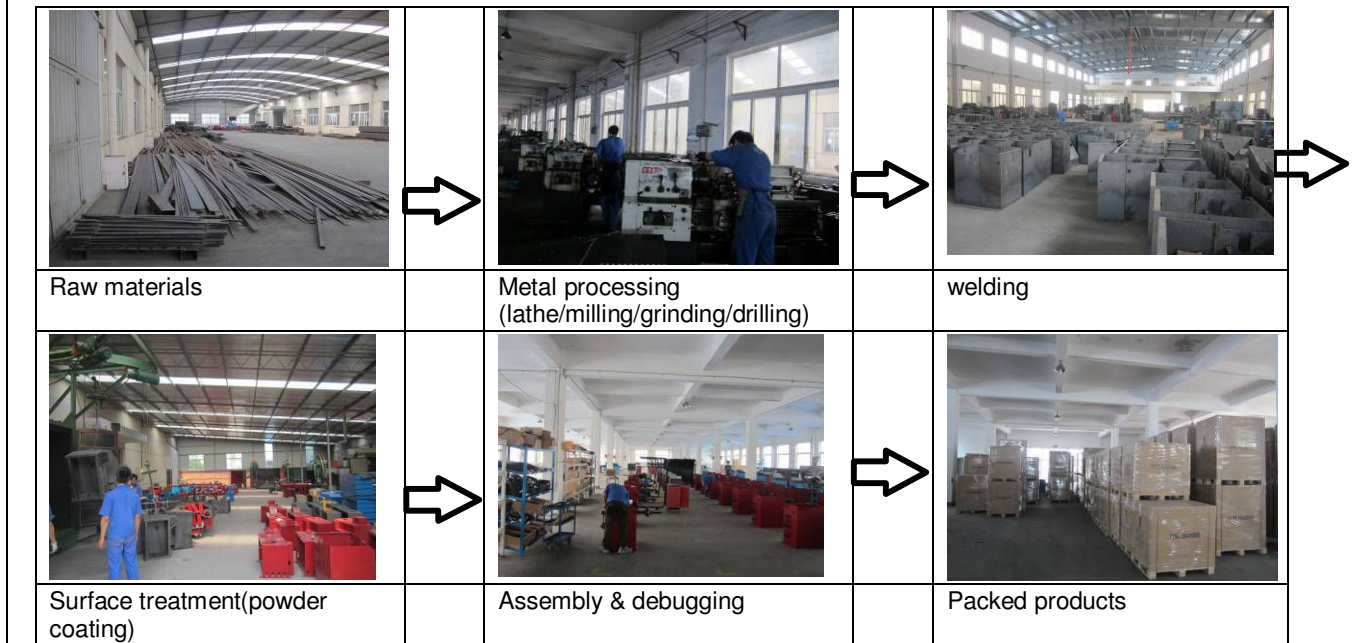 Raw materials
Metal processing
(lathe/milling/grinding/drilling)
welding
Surface treatment(powder
coating)
Assembly & debugging
Packed products